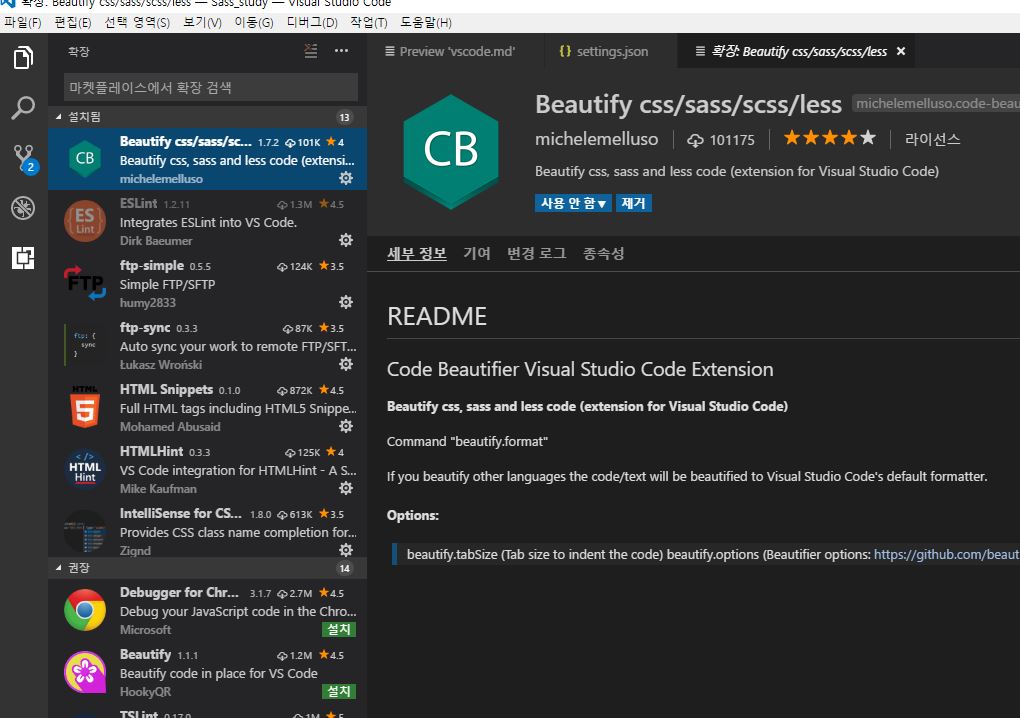 확장: Beautify css/sass/scss/less — Sass_study — Visual Studio Code
파일(F) 편집(E) 선택 영역(S) 보기(V) 이동(G) 디버그(D) 작업(T) 도움말(H)
확장
마켓플레이스에서 확장 검색
설치됨 13
CB
Beautify css/sass/sc... 1.7.2 101K 4
Beautify css, sass and less code (extensi...
michelemelluso
2
ES Lint
ESLint 1.2.11 1.3M 4.5
Integrates ESLint into VS Code.
Dirk Baeumer
FTP
ftp-simple 0.5.5 124K 3.5
Simple FTP/SFTP
humy2833
ftp: {
sync
}
ftp-sync 0.3.3 87K 3.5
Auto sync your work to remote FTP/SFT...
Łukasz Wroński
HTML
5
HTML Snippets 0.1.0 872K 4.5
Full HTML tags including HTML5 Snippe...
Mohamed Abusaid
</>
HTML
Hint
HTMLHint 0.3.3 125K 4
VS Code integration for HTMLHint - A S...
Mike Kaufman
IntelliSense for CS... 1.8.0 613K 3.5
Provides CSS class name completion for...
Zignd
권장 14
Debugger for Chr... 3.1.7 2.7M 4.5
Debug your JavaScript code in the Chro...
Microsoft 설치
Beautify 1.1.1 1.2M 4.5
Beautify code in place for VS Code
HookyQR 설치
TSLint 0.17.0 1M 5
Preview 'vscode.md' {} settings.json 확장: Beautify css/sass/scss/less ×
CB
Beautify css/sass/scss/less michelemelluso.code-beau
michelemelluso 101175 라이선스
Beautify css, sass and less code (extension for Visual Studio Code)
사용 안 함▼ 제거
세부 정보 기여 변경 로그 종속성
README
Code Beautifier Visual Studio Code Extension
Beautify css, sass and less code (extension for Visual Studio Code)
Command "beautify.format"
If you beautify other languages the code/text will be beautified to Visual Studio Code's default formatter.
Options:
beautify.tabSize (Tab size to indent the code) beautify.options (Beautifier options: https://github.com/beaut